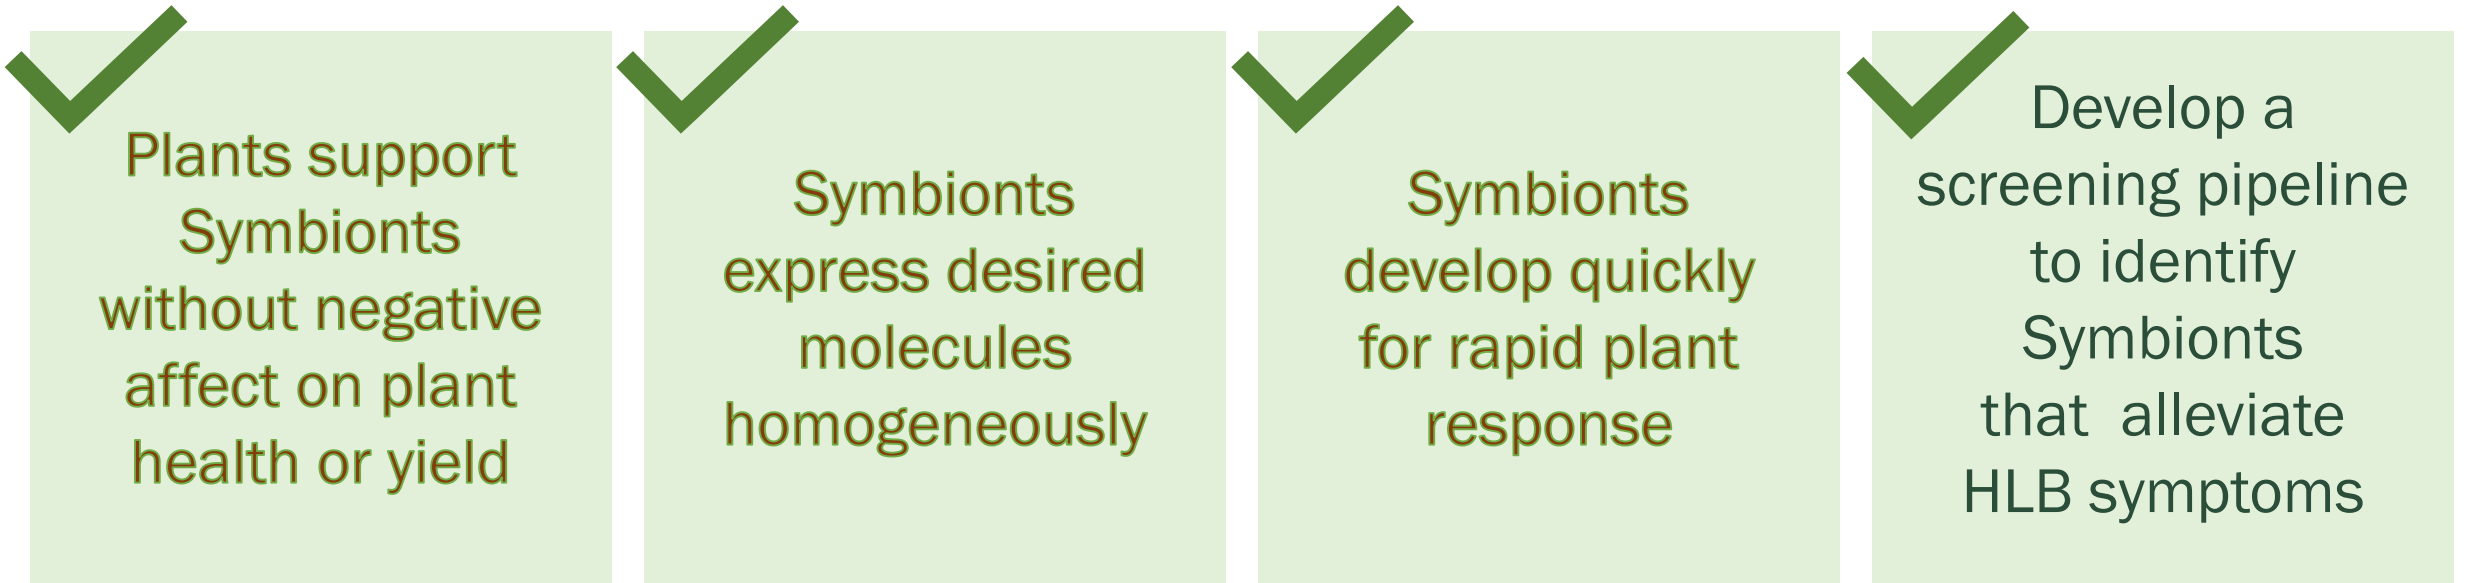 Plants support
Symbionts
without negative
affect on plant
health or yield
Symbionts
express desired
molecules
homogeneously
Symbionts
develop quickly
for rapid plant
response
Develop a
screening pipeline
to identify
Symbionts
that  alleviate
HLB symptoms